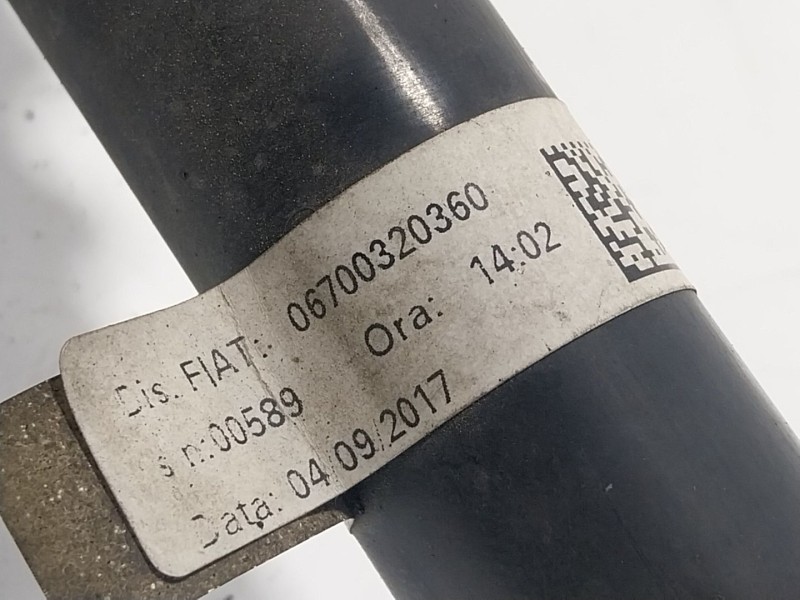 Dis. FIAT: 06700320360
s n:00589 Ora: 14:02
Data: 04/09/2017